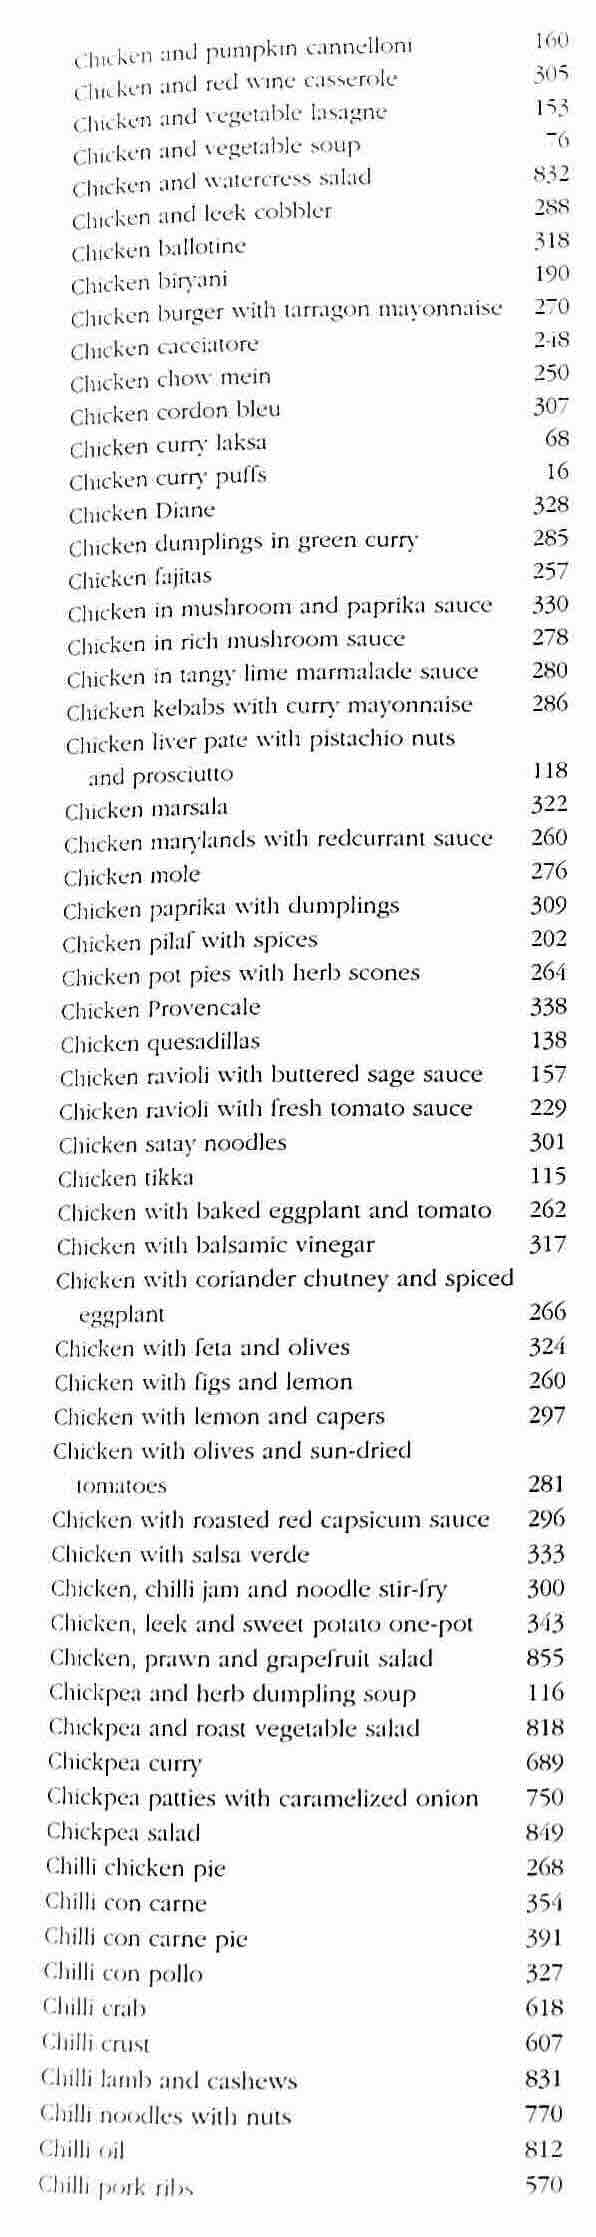 Chicken and pumpkin cannelloni 160
Chicken and red wine casserole 305
Chicken and vegetable lasagne 153
Chicken and vegetable soup 76
Chicken and watercress salad 832
Chicken and leek cobbler 288
Chicken ballotine 318
Chicken biryani 190
Chicken burger with tarragon mayonnaise 270
Chicken cacciatore 248
Chicken chow mein 250
Chicken cordon bleu 307
Chicken curry laksa 68
Chicken curry puffs 16
Chicken Diane 328
Chicken dumplings in green curry 285
Chicken fajitas 257
Chicken in mushroom and paprika sauce 330
Chicken in rich mushroom sauce 278
Chicken in tangy lime marmalade sauce 280
Chicken kebabs with curry mayonnaise 286
Chicken liver pate with pistachio nuts
and prosciutto 118
Chicken marsala 322
Chicken marylands with redcurrant sauce 260
Chicken mole 276
Chicken paprika with dumplings 309
Chicken pilaf with spices 202
Chicken pot pies with herb scones 264
Chicken Provencale 338
Chicken quesadillas 138
Chicken ravioli with buttered sage sauce 157
Chicken ravioli with fresh tomato sauce 229
Chicken satay noodles 301
Chicken tikka 115
Chicken with baked eggplant and tomato 262
Chicken with balsamic vinegar 317
Chicken with coriander chutney and spiced
eggplant 266
Chicken with feta and olives 324
Chicken with figs and lemon 260
Chicken with lemon and capers 297
Chicken with olives and sun-dried
tomatoes 281
Chicken with roasted red capsicum sauce 296
Chicken with salsa verde 333
Chicken, chilli jam and noodle stir-fry 300
Chicken, leek and sweet potato one-pot 343
Chicken, prawn and grapefruit salad 855
Chickpea and herb dumpling soup 116
Chickpea and roast vegetable salad 818
Chickpea curry 689
Chickpea patties with caramelized onion 750
Chickpea salad 849
Chilli chicken pie 268
Chilli con carne 354
Chilli con carne pie 391
Chilli con pollo 327
Chilli crab 618
Chilli crust 607
Chilli lamb and cashews 831
Chilli noodles with nuts 770
Chilli oil 812
Chilli pork ribs 570